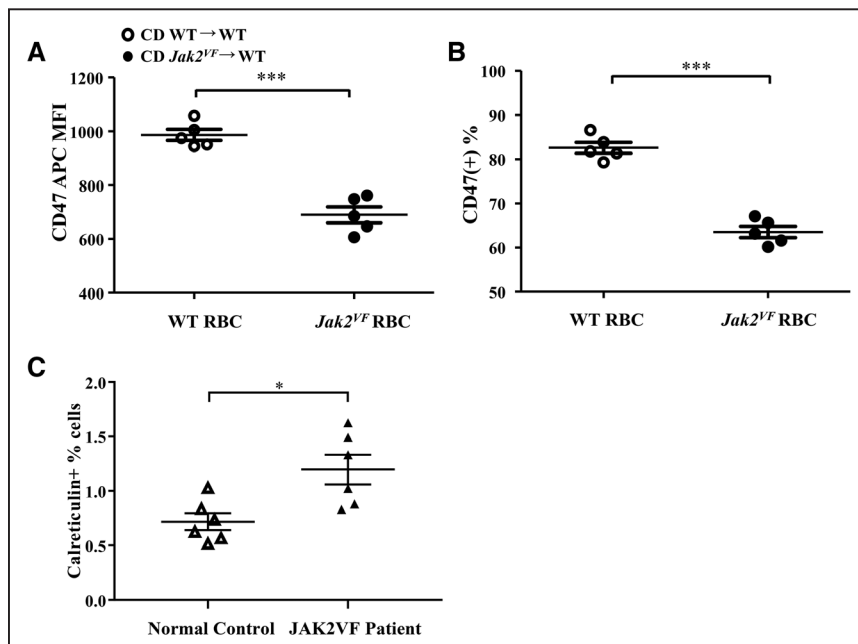 A
CD WT→WT
CD Jak2VF→WT
***
CD47 APC MFI
1200
1000
800
600
400
WT RBC
Jak2VF RBC
B
***
CD47(+) %
100
90
80
70
60
50
WT RBC
Jak2VF RBC
C
*
Calreticulin+ % cells
2.0
1.5
1.0
0.5
0.0
Normal Control
JAK2VF Patient